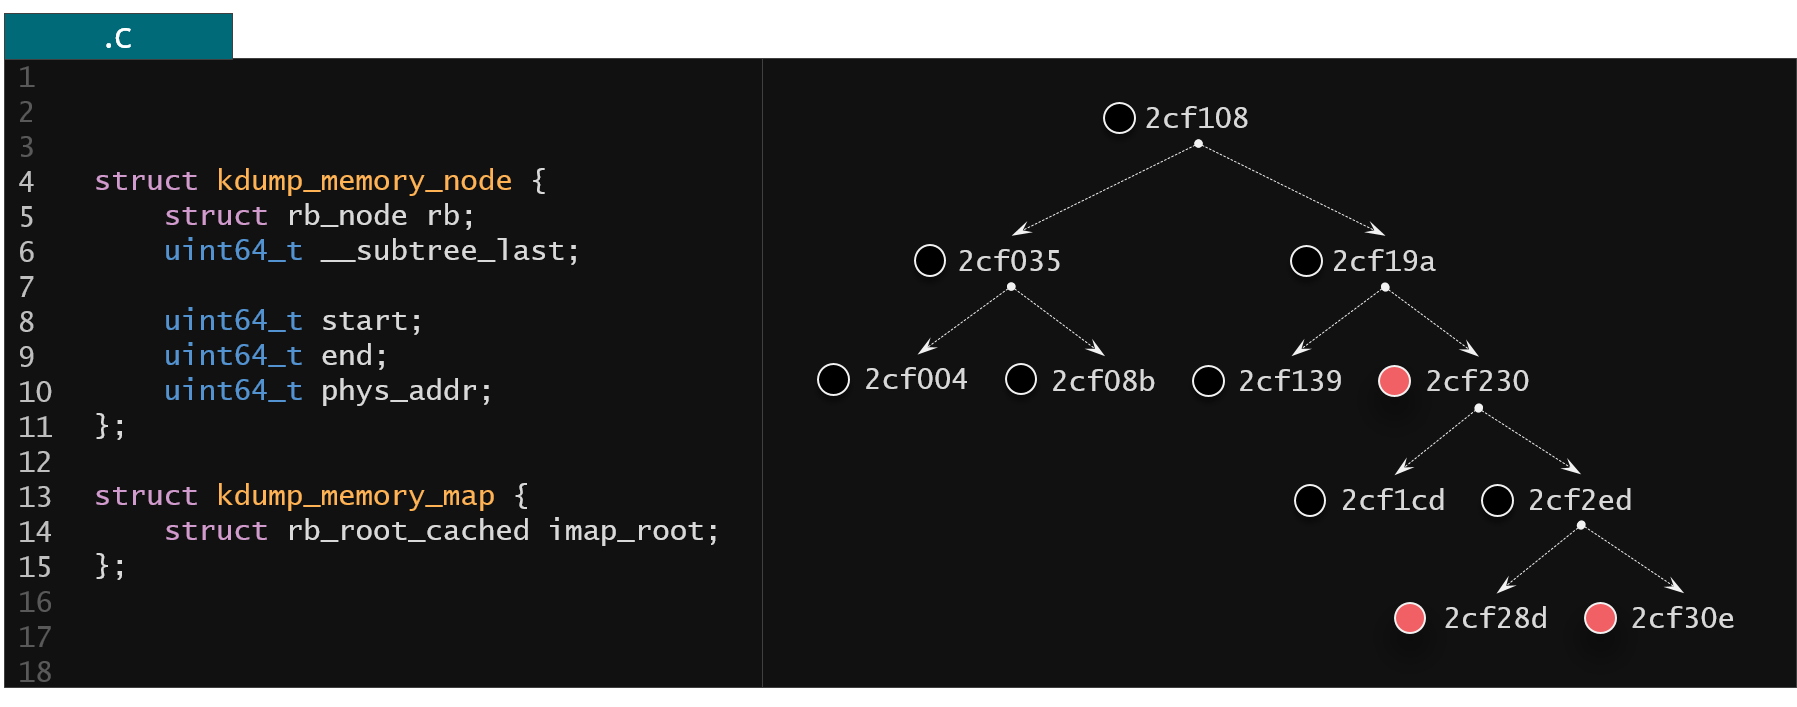 .c
1
2
3
4 struct kdump_memory_node {
5 struct rb_node rb;
6 uint64_t __subtree_last;
7
8 uint64_t start;
9 uint64_t end;
10 uint64_t phys_addr;
11 };
12
13 struct kdump_memory_map {
14 struct rb_root_cached imap_root;
15 };
16
17
18
2cf108
2cf035 2cf19a
2cf004 2cf08b 2cf139 2cf230
2cf1cd 2cf2ed
2cf28d 2cf30e